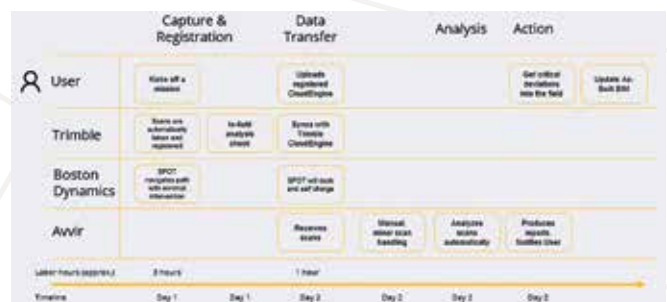 Capture &
Registration
Data
Transfer
Analysis
Action
User
Kicks off a
mission
Uploads
registered
CloudEngine
Get critical
deviations
into the field
Update As-
Built BIM
Trimble
Scans are
automatically
taken and
registered
In-field
analysis
check
Syncs with
Trimble
CloudEngine
Boston
Dynamics
SPOT
navigates path
with minimal
intervention
SPOT will dock
and self charge
Avvir
Receives
scans
Manual,
minor scan
handling
Analyzes
scans
automatically
Produces
reports,
Notifies User
Labor hours (approx.)
3 hours
1 hour
Timeline
Day 1
Day 1
Day 2
Day 2
Day 2
Day 2